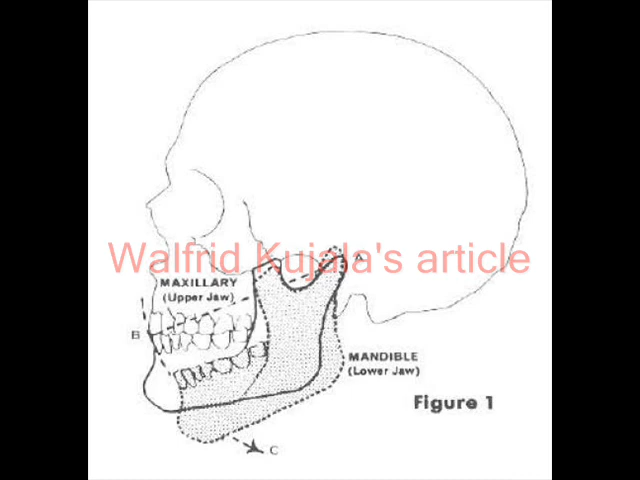 Walfrid Kujala's article
A
MAXILLARY
(Upper Jaw)
B
MANDIBLE
(Lower Jaw)
Figure 1
C